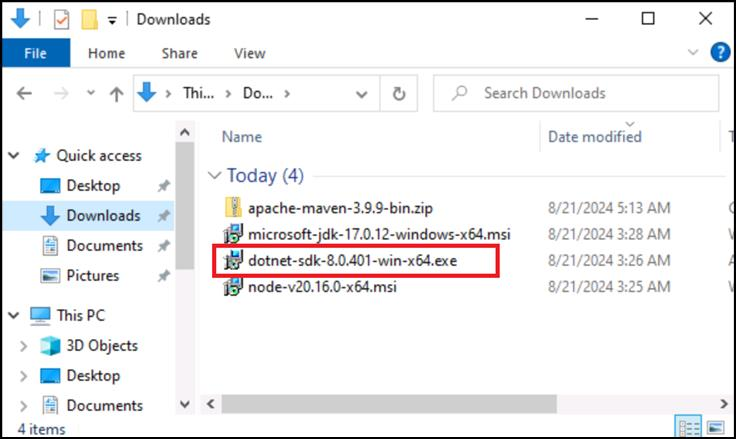 Downloads
File Home Share View
Thi... Do... Search Downloads
Name Date modified T
Quick access
Desktop
Downloads
Documents
Pictures
This PC
3D Objects
Desktop
Documents
Today (4)
apache-maven-3.9.9-bin.zip 8/21/2024 5:13 AM
microsoft-jdk-17.0.12-windows-x64.msi 8/21/2024 3:28 AM
dotnet-sdk-8.0.401-win-x64.exe 8/21/2024 3:26 AM
node-v20.16.0-x64.msi 8/21/2024 3:25 AM
4 items